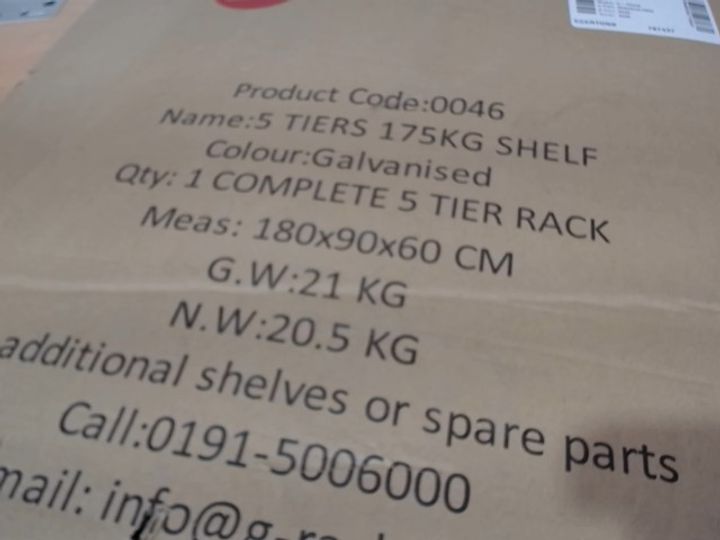 Product Code:0046
Name:5 TIERS 175KG SHELF
Colour:Galvanised
Qty: 1 COMPLETE 5 TIER RACK
Meas: 180x90x60 CM
G.W:21 KG
N.W:20.5 KG
additional shelves or spare parts
Call:0191-5006000
mail: info@g-